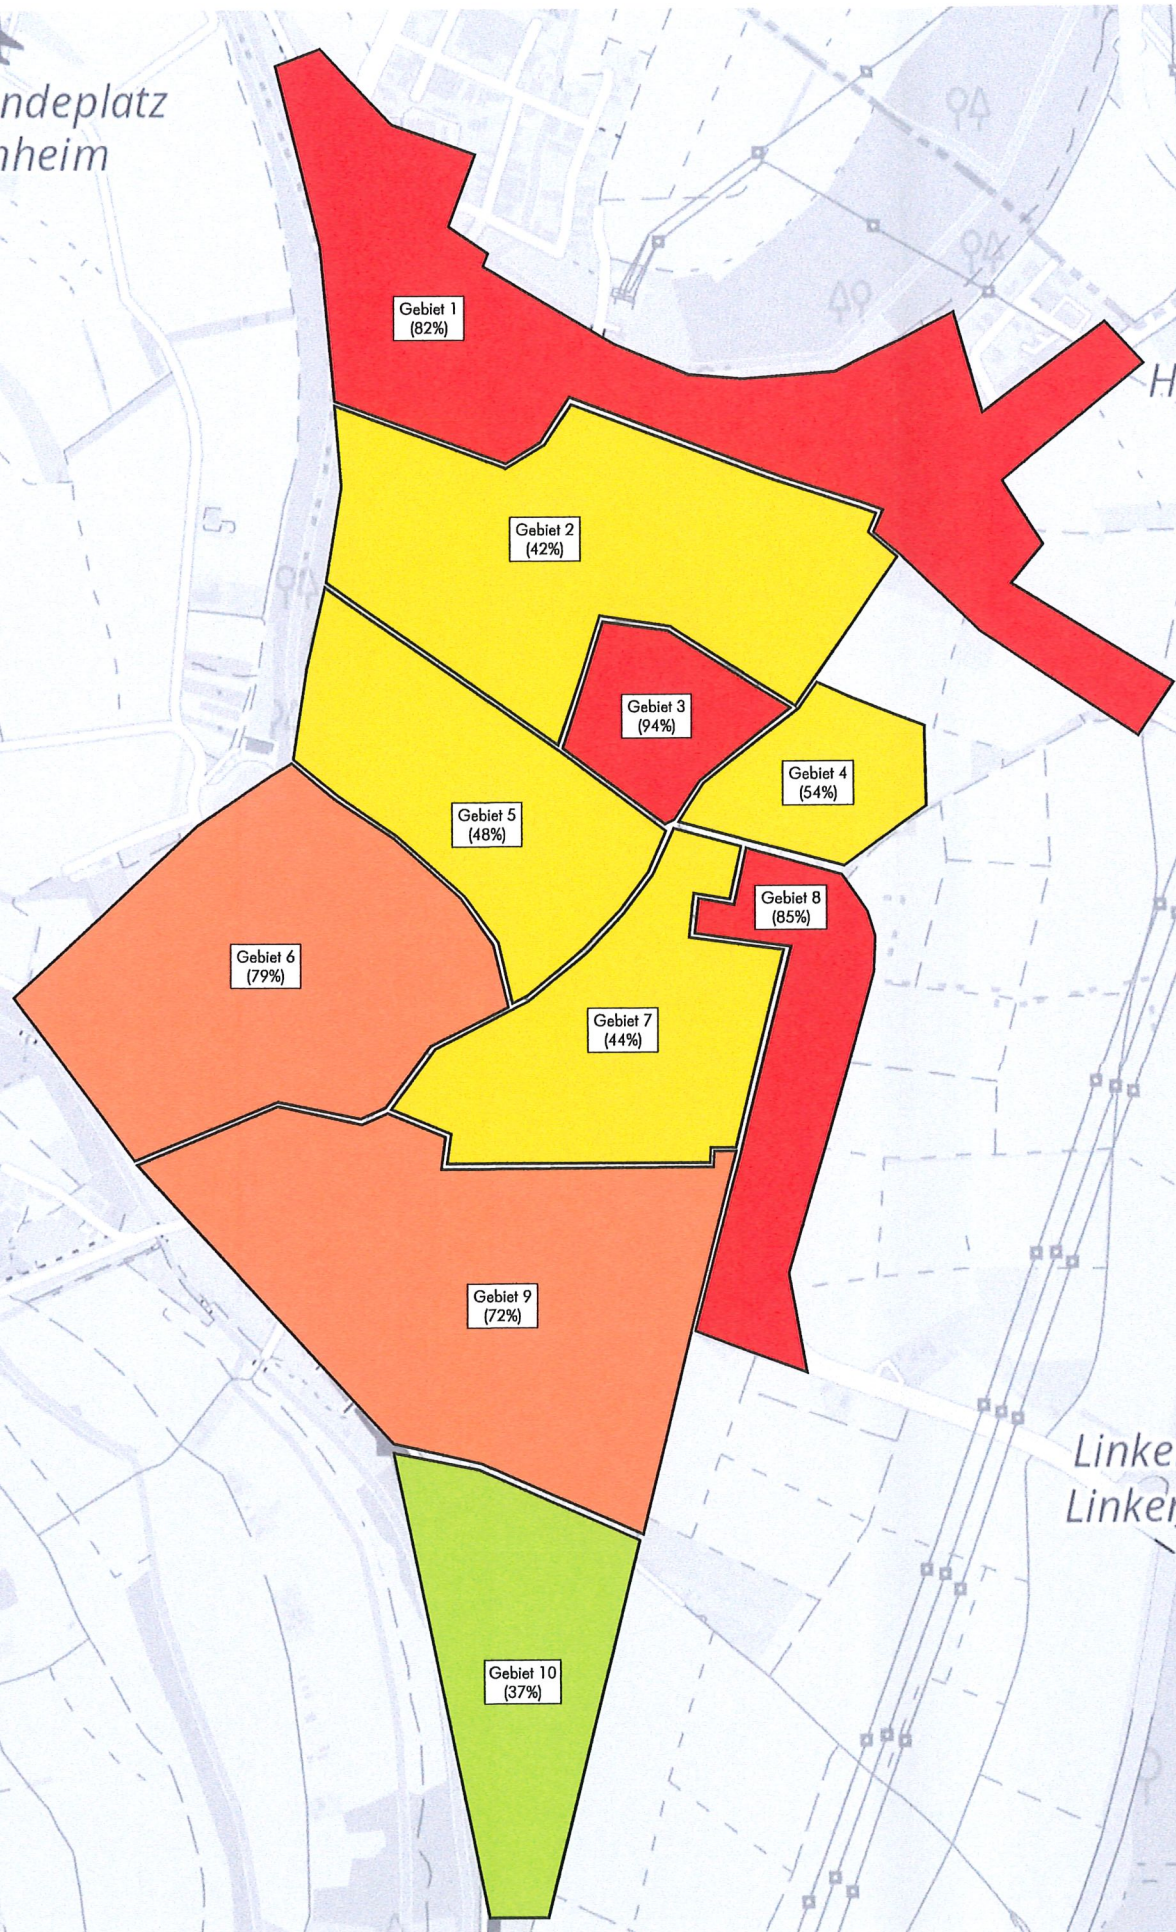 ndeplatz
nheim
Gebiet 1
(82%)
H
Gebiet 2
(42%)
Gebiet 3
(94%)
Gebiet 4
(54%)
Gebiet 5
(48%)
Gebiet 8
(85%)
Gebiet 6
(79%)
Gebiet 7
(44%)
Gebiet 9
(72%)
Linke
Linker
Gebiet 10
(37%)